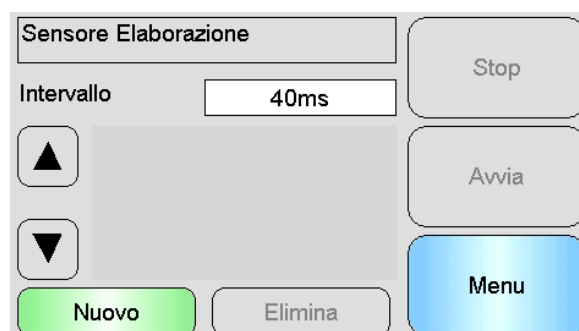 Sensore Elaborazione
Stop
Intervallo 40ms
Avvia
Menu
Nuovo Elimina